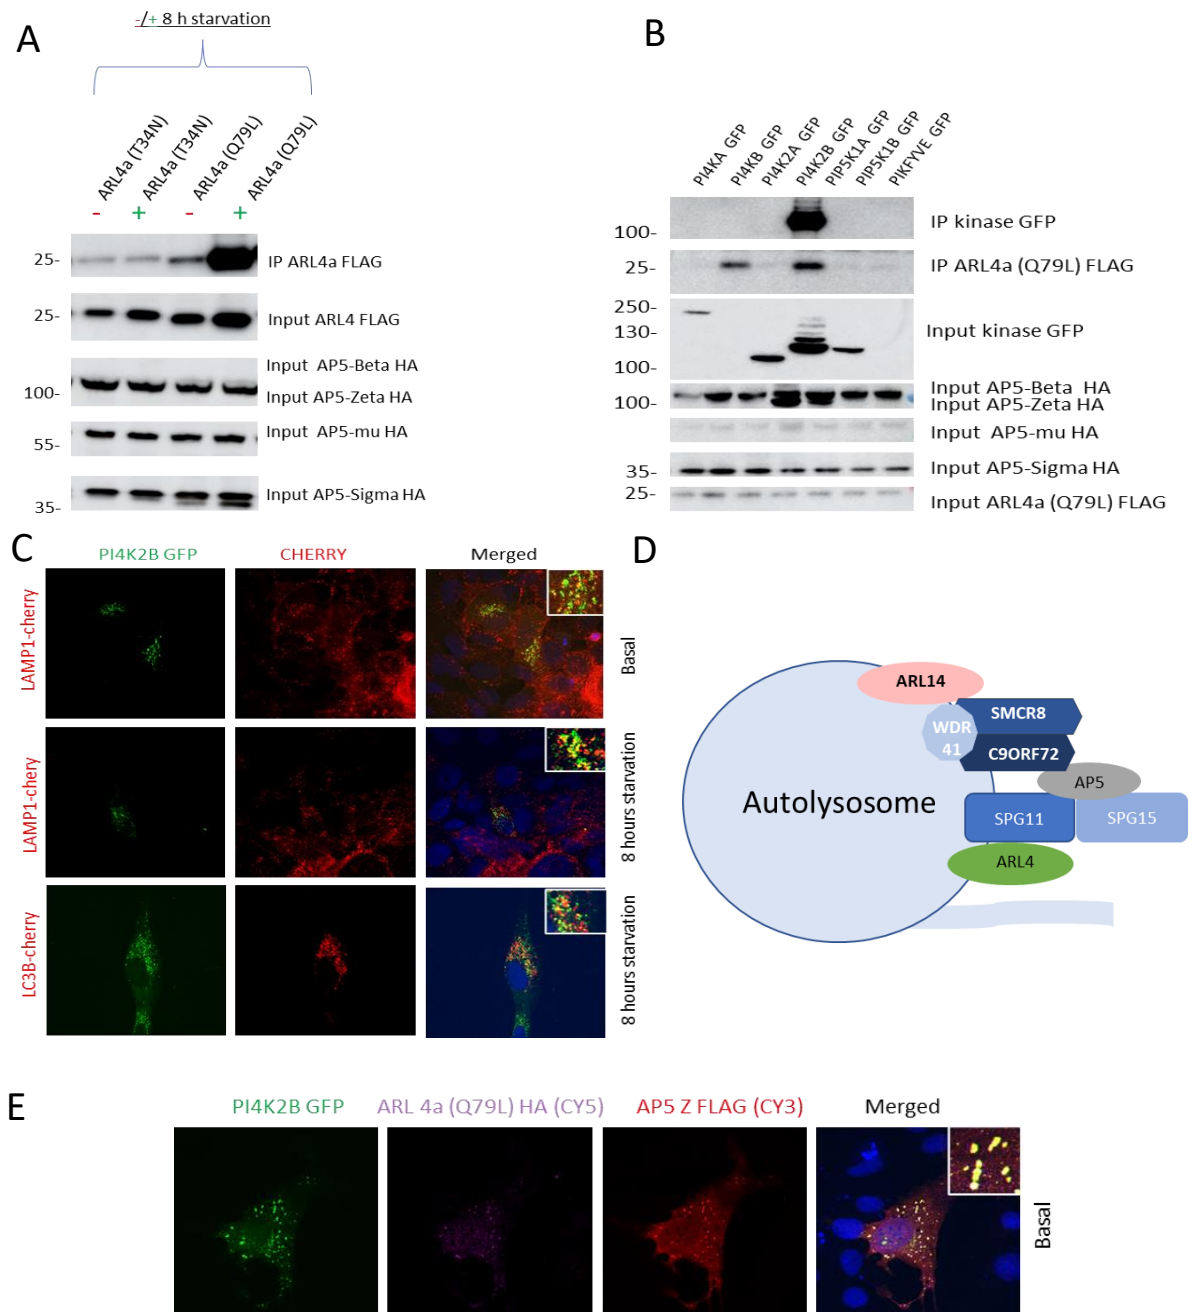 A
-/+ 8 h starvation
ARL4a (T34N)
ARL4a (T34N)
ARL4a (Q79L)
ARL4a (Q79L)
- + - +
25-
IP ARL4a FLAG
25-
Input ARL4 FLAG
Input AP5-Beta HA
100-
Input AP5-Zeta HA
Input AP5-mu HA
55-
Input AP5-Sigma HA
35-
B
PI4KA GFP
PI4KB GFP
PI4K2A GFP
PI4K2B GFP
PIP5K1A GFP
PIP5K1B GFP
PIKFYVE GFP
IP kinase GFP
100-
25-
IP ARL4a (Q79L) FLAG
250-
130-
Input kinase GFP
100-
Input AP5-Beta HA
100-
Input AP5-Zeta HA
Input AP5-mu HA
35-
Input AP5-Sigma HA
25-
Input ARL4a (Q79L) FLAG
C
PI4K2B GFP
CHERRY
Merged
LAMP1-cherry
Basal
LAMP1-chery
8 hours starvation
LC3B-cherry
8 hours starvation
D
ARL14
SMCR8
WDR
41
C9ORF72
AP5
Autolysosome
SPG11
SPG15
ARL4
E
PI4K2B GFP
ARL 4a (Q79L) HA (CY5)
AP5 Z FLAG (CY3)
Merged
Basal